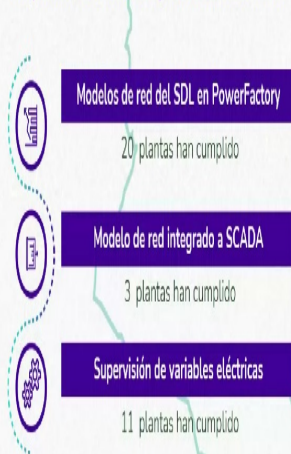 Modelos de red del SDL en PowerFactory
20 plantas han cumplido
Modelo de red integrado a SCADA
3 plantas han cumplido
Supervisión de variables eléctricas
11 plantas han cumplido